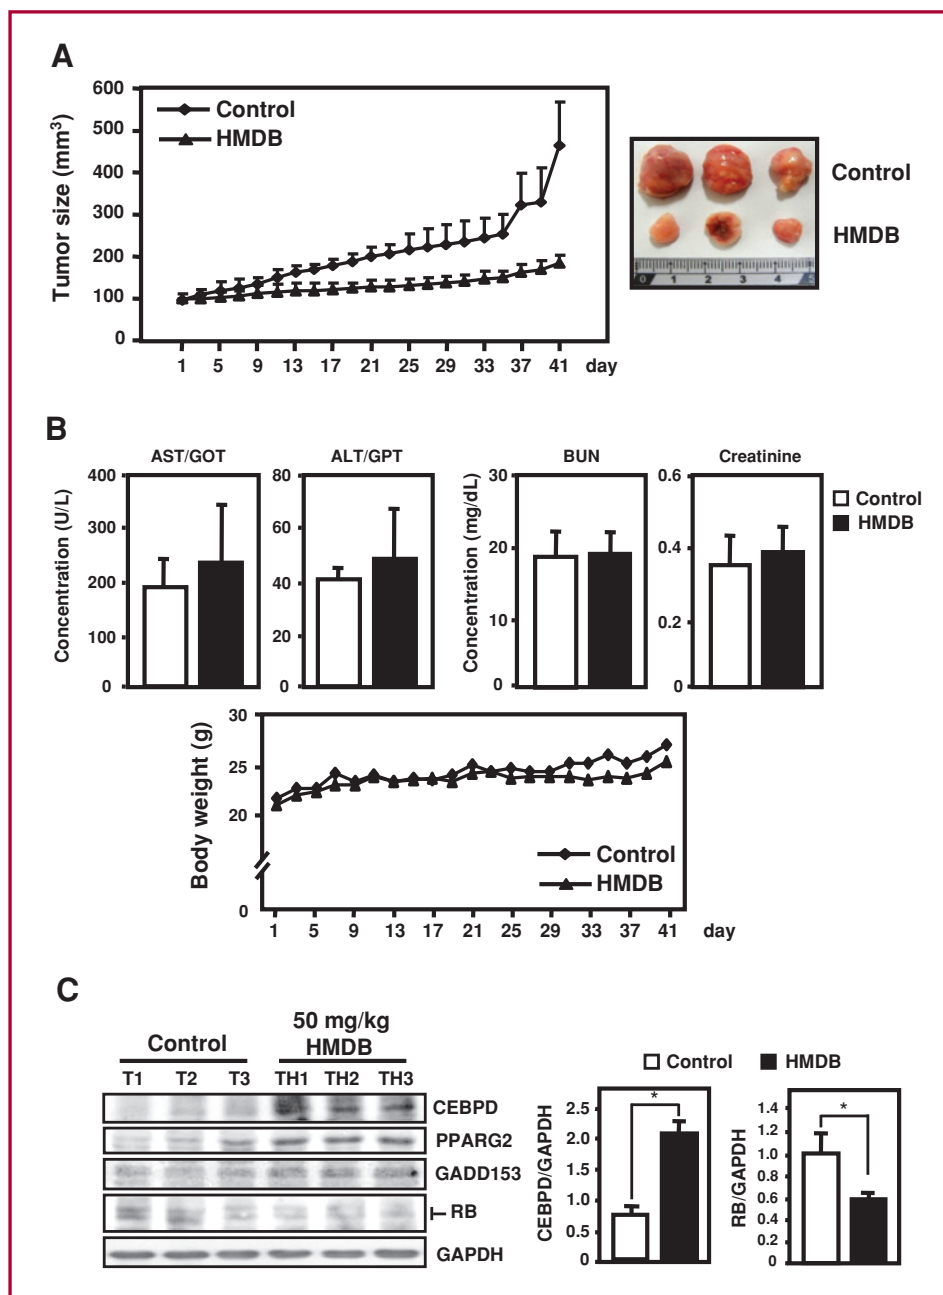 A
Tumor size (mm³)
600
500
400
300
200
100
0
Control
HMDB
1 5 9 13 17 21 25 29 33 37 41 day
Control
HMDB
0 1 2 3 4
B
AST/GOT ALT/GPT BUN Creatinine
Concentration (U/L)
400
300
200
100
0
80
60
40
20
0
Concentration (mg/dL)
30
20
10
0
0.6
0.4
0.2
0
Control
HMDB
Body weight (g)
30
25
20
0
Control
HMDB
1 5 9 13 17 21 25 29 33 37 41 day
C
Control
50 mg/kg
HMDB
T1 T2 T3 TH1 TH2 TH3
CEBPD
PPARG2
GADD153
RB
GAPDH
Control HMDB
CEBPD/GAPDH
2.5
2.0
1.5
1.0
0.5
0
*
RB/GAPDH
1.4
1.2
1.0
0.8
0.6
0.4
0.2
0
*